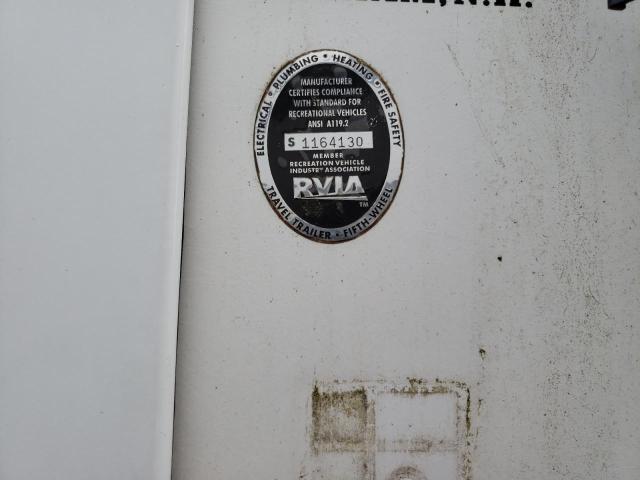 N.H.
ELECTRICAL • PLUMBING • HEATING • FIRE SAFETY
MANUFACTURER
CERTIFIES COMPLIANCE
WITH STANDARD FOR
RECREATIONAL VEHICLES
ANSI A119.2
S 1164130
MEMBER
RECREATION VEHICLE
INDUSTRY ASSOCIATION
RVIA
TM
TRAVEL TRAILER • FIFTH-WHEEL